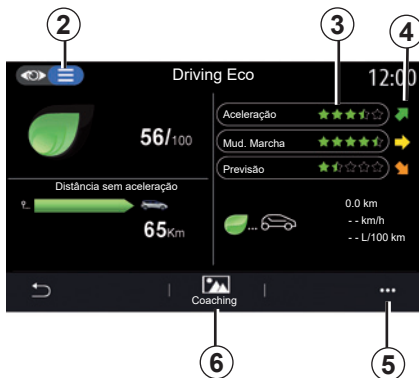 2
3
4
Driving Eco
12:00
56/100
Aceleração
Mud. Marcha
Previsão
Distância sem aceleração
65Km
...
0.0 km
- - km/h
- - L/100 km
Coaching
6
5